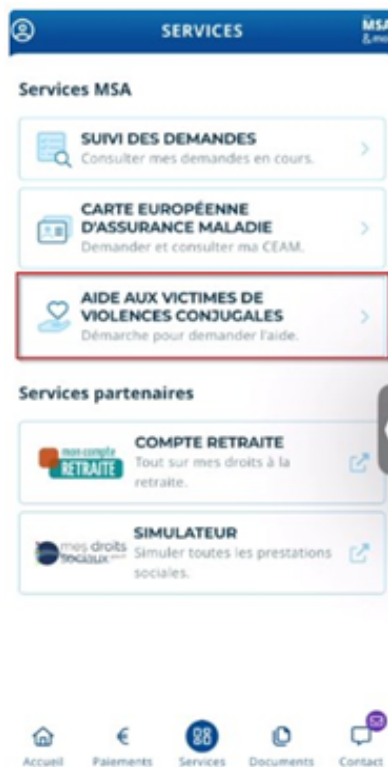 SERVICES
MSA
& moi
Services MSA
SUIVI DES DEMANDES
Consulter mes demandes en cours.
CARTE EUROPÉENNE
D'ASSURANCE MALADIE
Demander et consulter ma CEAM.
AIDE AUX VICTIMES DE
VIOLENCES CONJUGALES
Démarche pour demander l'aide.
Services partenaires
mon compte
RETRAITE
COMPTE RETRAITE
Tout sur mes droits à la
retraite.
mes droits
sociaux
SIMULATEUR
Simuler toutes les prestations
sociales.
Accueil
Paiements
Services
Documents
Contact